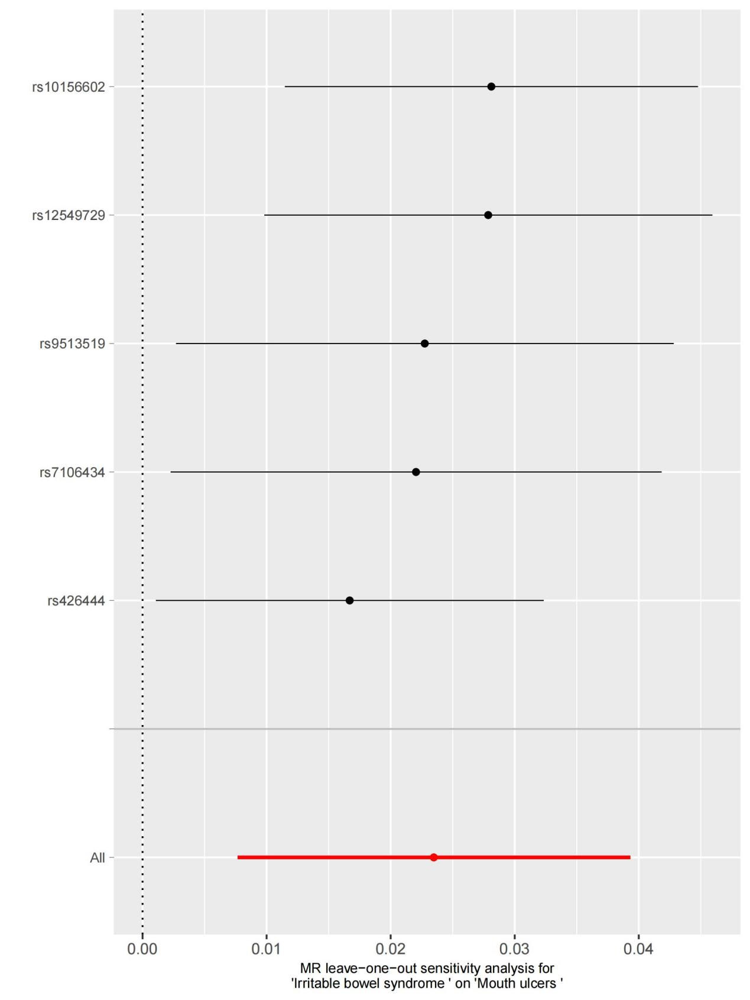 rs10156602
rs12549729
rs9513519
rs7106434
rs426444
All
0.00 0.01 0.02 0.03 0.04
MR leave−one−out sensitivity analysis for
'Irritable bowel syndrome ' on 'Mouth ulcers '